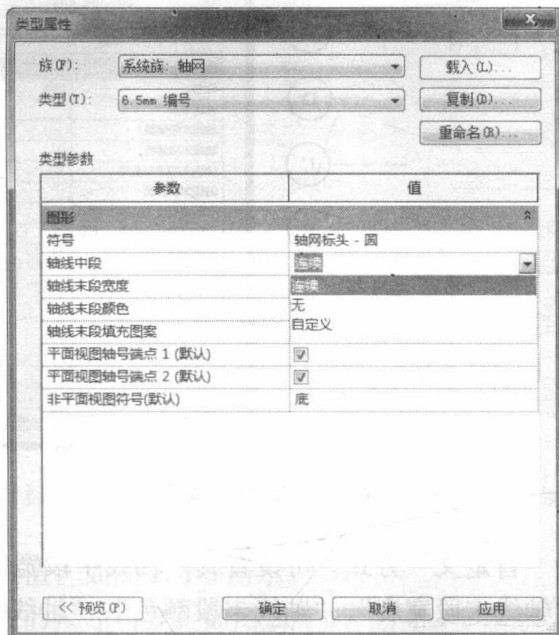 类型属性
族(F): 系统族: 轴网 载入(L)...
类型(T): 6.5mm 编号 复制(D)...
重命名(R)...
类型参数
参数 值
图形
符号 轴网标头 - 圆
轴线中段 连续
轴线末段宽度 连续
轴线末段颜色 无
轴线末段填充图案 自定义
平面视图轴号端点 1 (默认)
平面视图轴号端点 2 (默认)
非平面视图符号(默认) 底
<< 预览(P) 确定 取消 应用